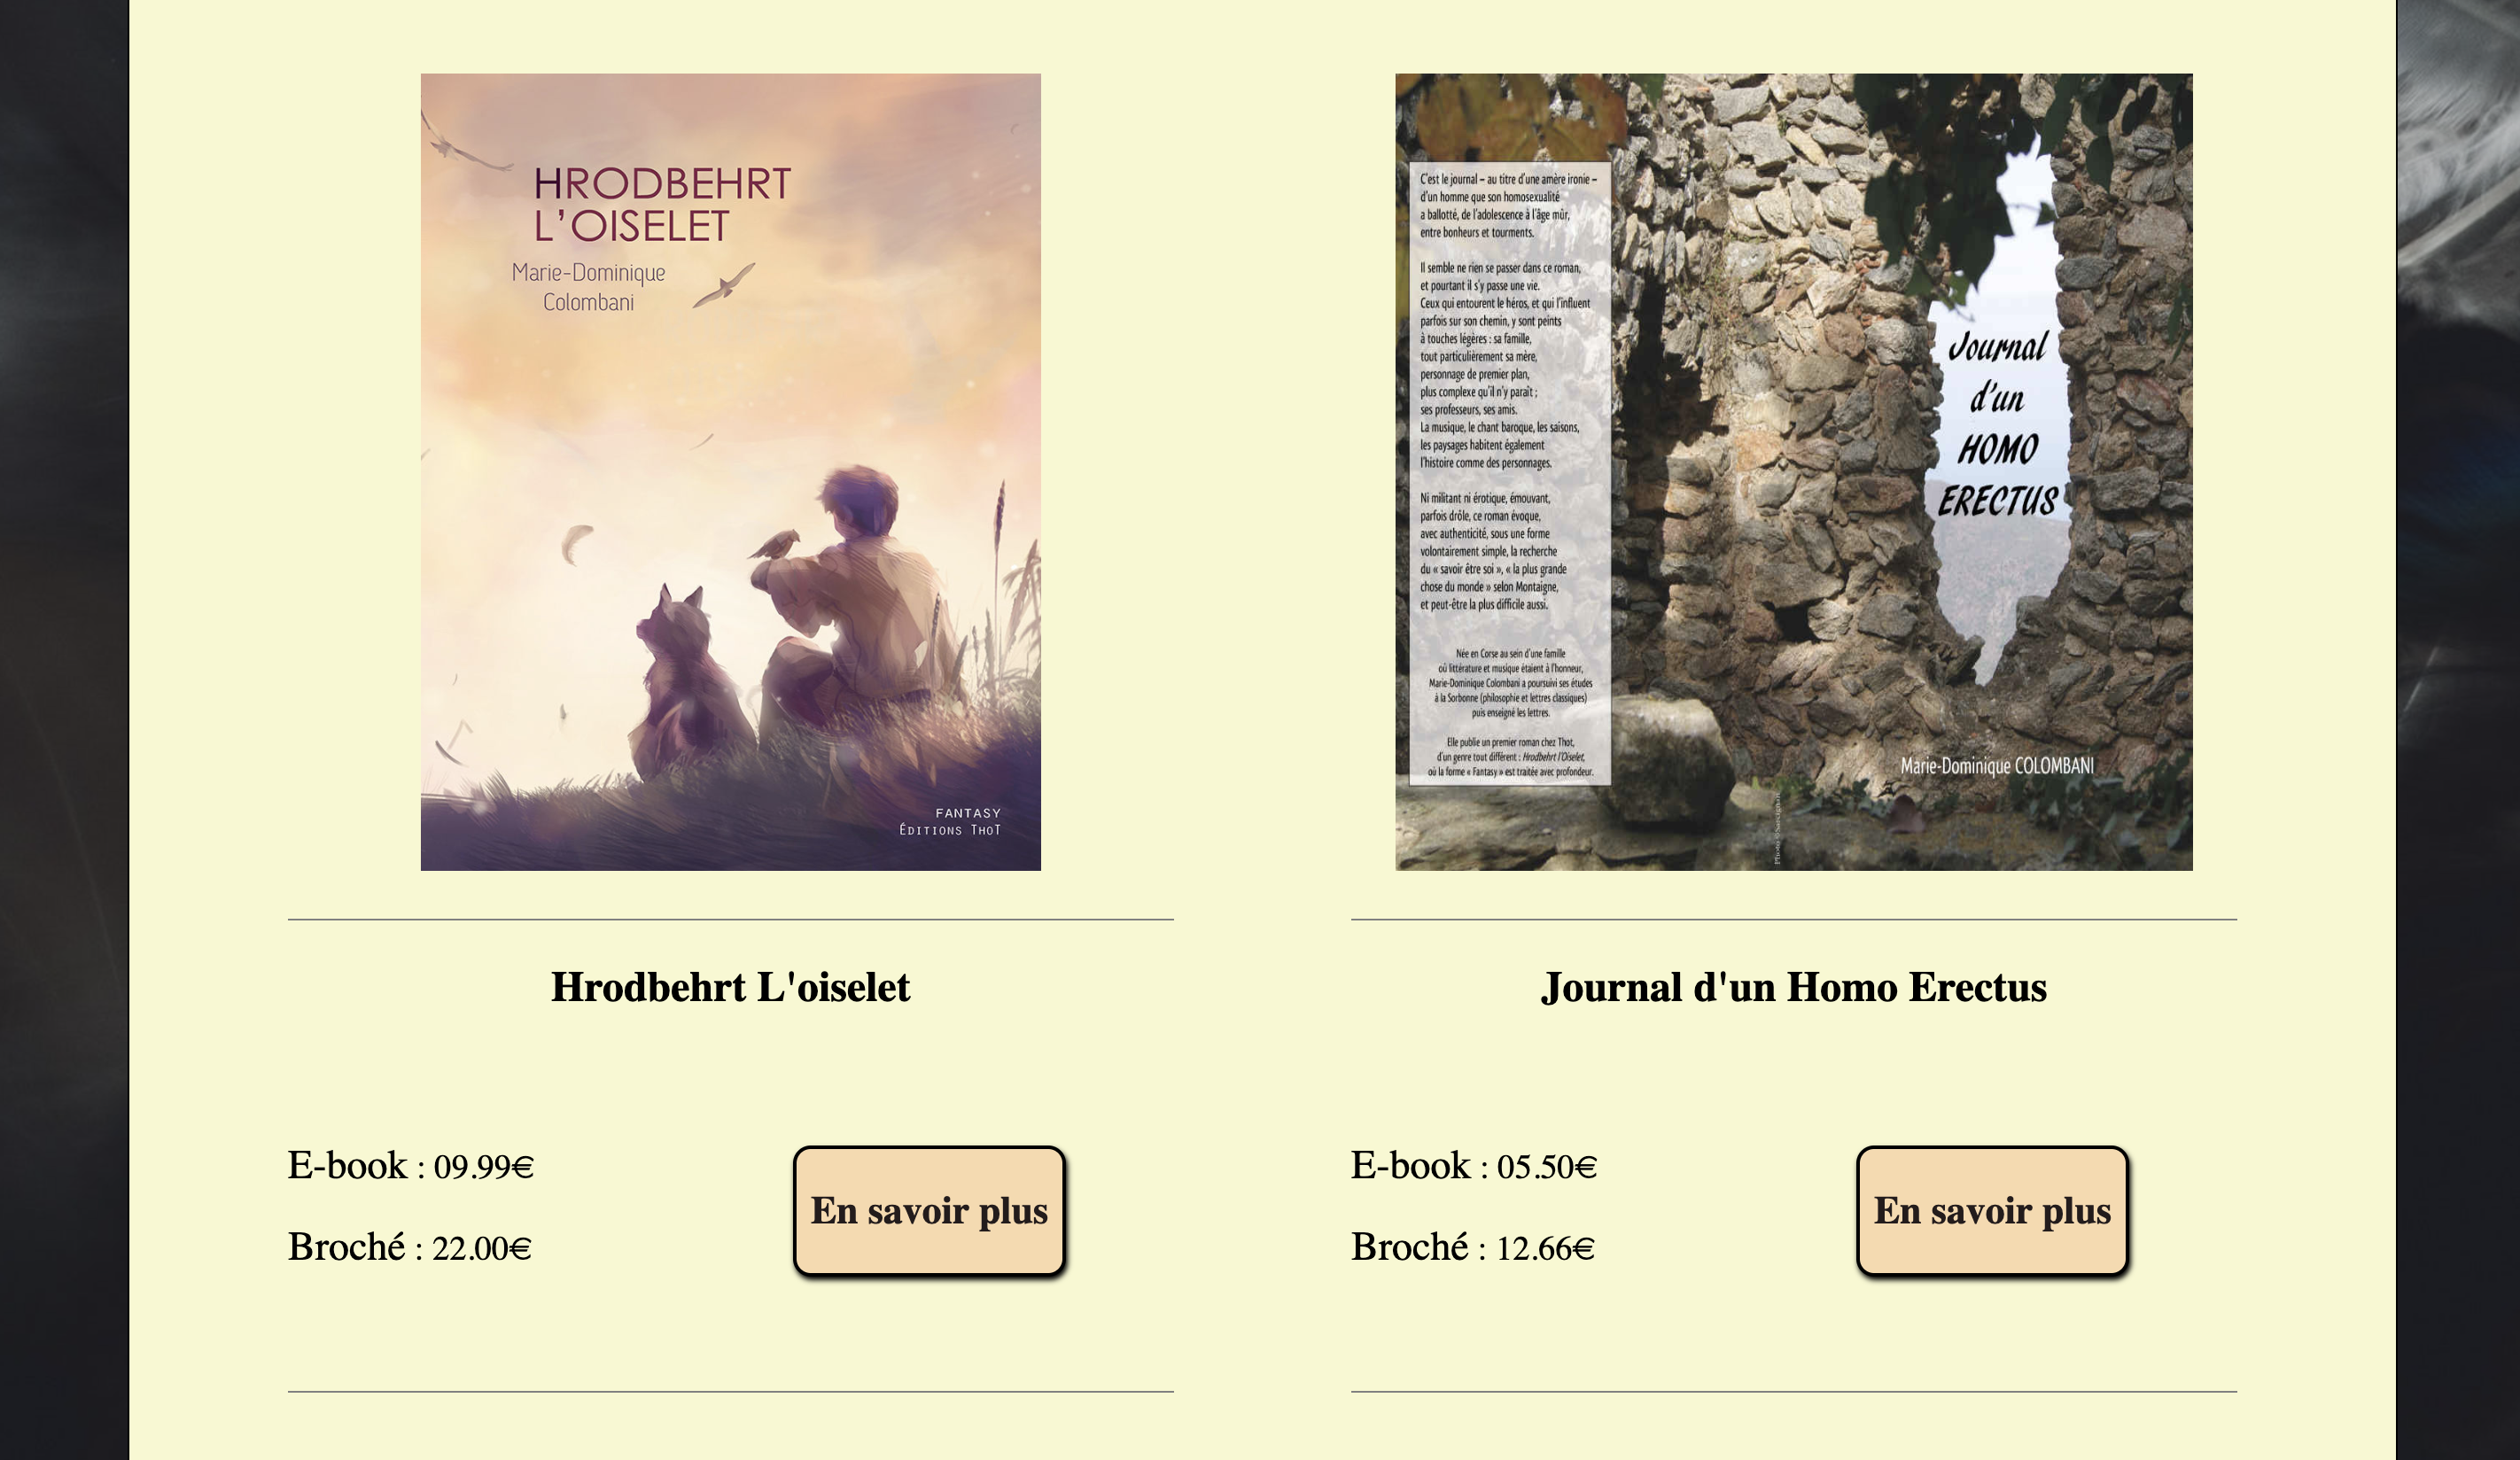 HRODBEHRT
L'OISELET
Marie-Dominique
Colombani
FANTASY
ÉDITIONS THOT
C'est le journal – au titre d'une amère ironie –
d'un homme que son homosexualité
a ballotté, de l'adolescence à l'âge mûr,
entre bonheurs et tourments.
Il semble ne rien se passer dans ce roman,
et pourtant il s'y passe une vie.
Ceux qui entourent le héros, et qui l'influent
parfois sur son chemin, y sont peints
à touches légères : sa famille,
tout particulièrement sa mère,
personnage de premier plan,
plus complexe qu'il n'y paraît ;
ses professeurs, ses amis.
La musique, le chant baroque, les saisons,
les paysages habitent également
l'histoire comme des personnages.
Ni militant ni érotique, émouvant,
parfois drôle, ce roman évoque,
avec authenticité, sous une forme
volontairement simple, la recherche
du « savoir être soi », « la plus grande
chose du monde » selon Montaigne,
et peut-être la plus difficile aussi.
Née en Corse au sein d'une famille
où littérature et musique étaient à l'honneur,
Marie-Dominique Colombani a poursuivi ses études
à la Sorbonne (philosophie et lettres classiques)
puis enseigné les lettres.
Elle publie un premier roman chez Thot,
d'un genre tout différent : Hrodbehrt l'Oiselet,
où la forme « Fantasy » est traitée avec profondeur.
Journal
d'un
HOMO
ERECTUS
Marie-Dominique COLOMBANI
Hrodbehrt L'oiselet
E-book : 09.99€
Broché : 22.00€
En savoir plus
Journal d'un Homo Erectus
E-book : 05.50€
Broché : 12.66€
En savoir plus